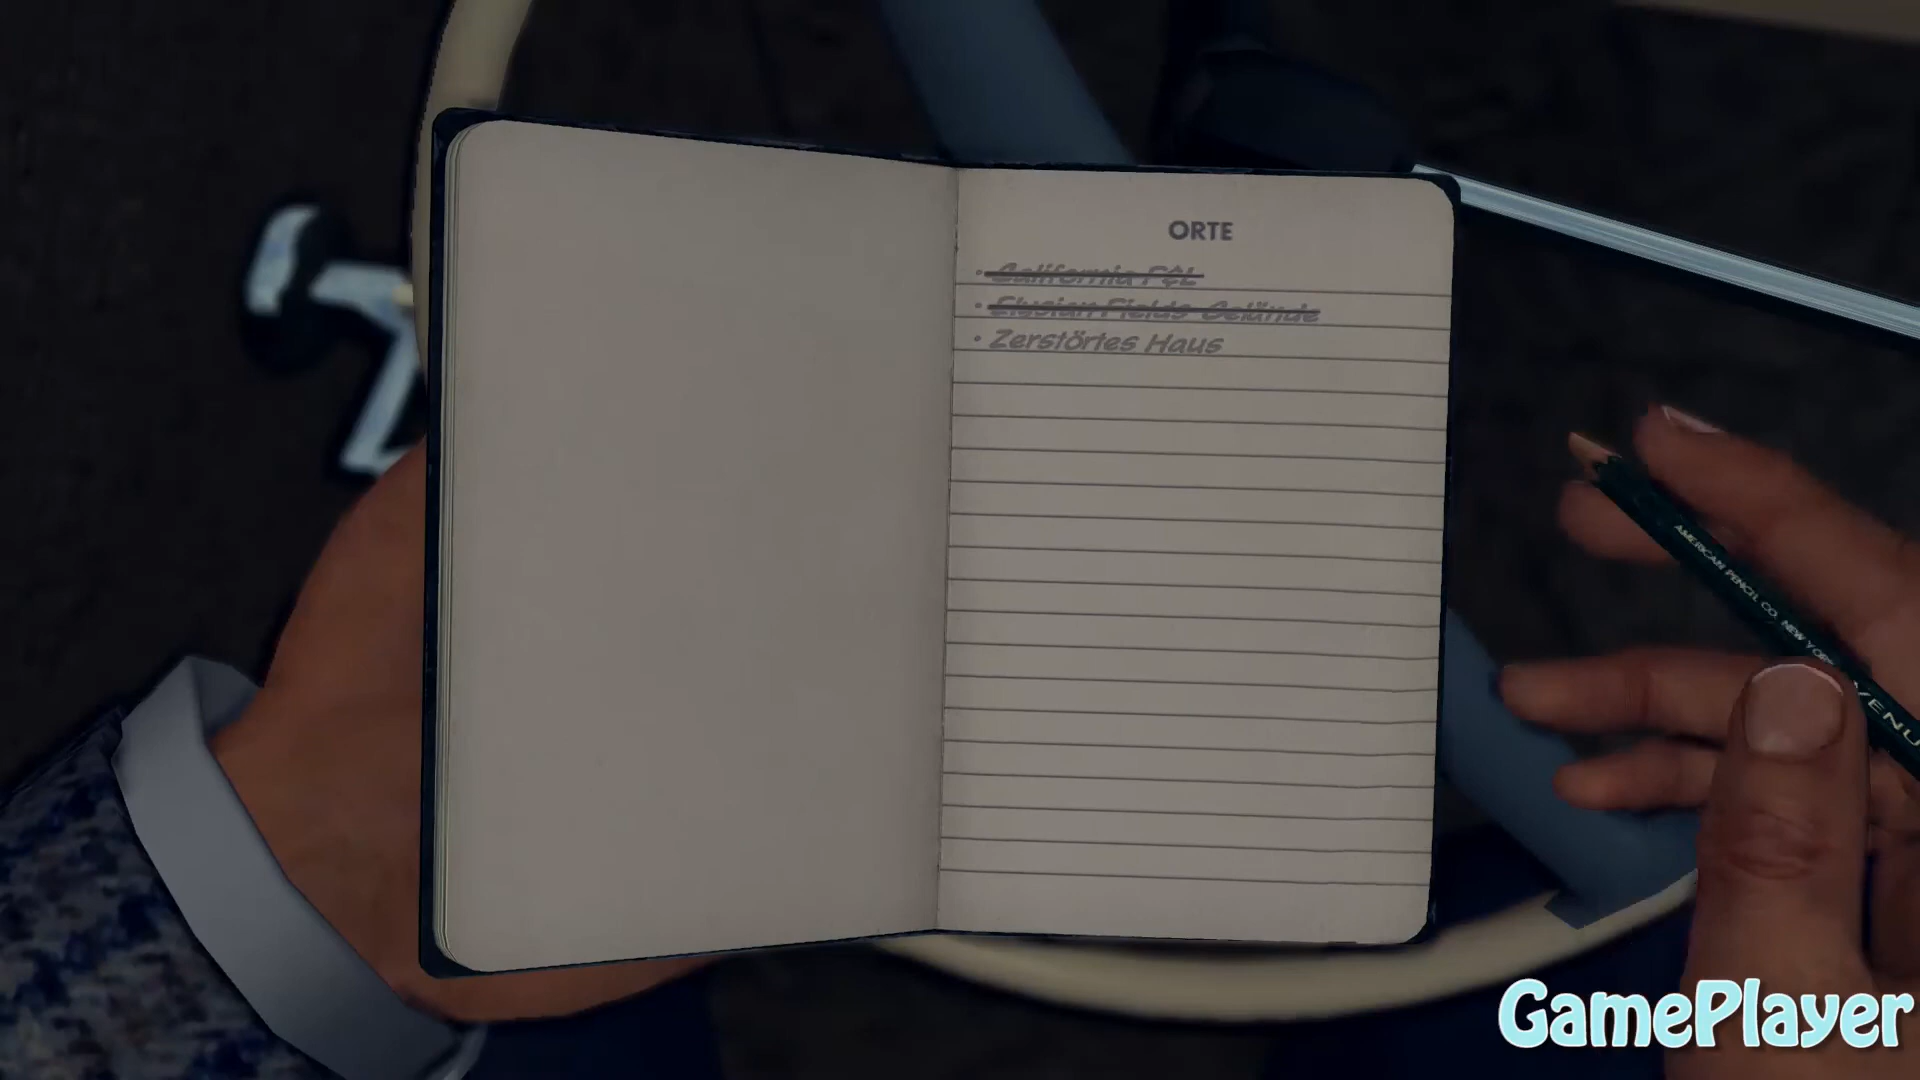 ORTE
· California F&L
· Elysian Fields-Gelände
· Zerstörtes Haus
AMERICAN PENCIL CO. NEW YORK
VENU
GamePlayer